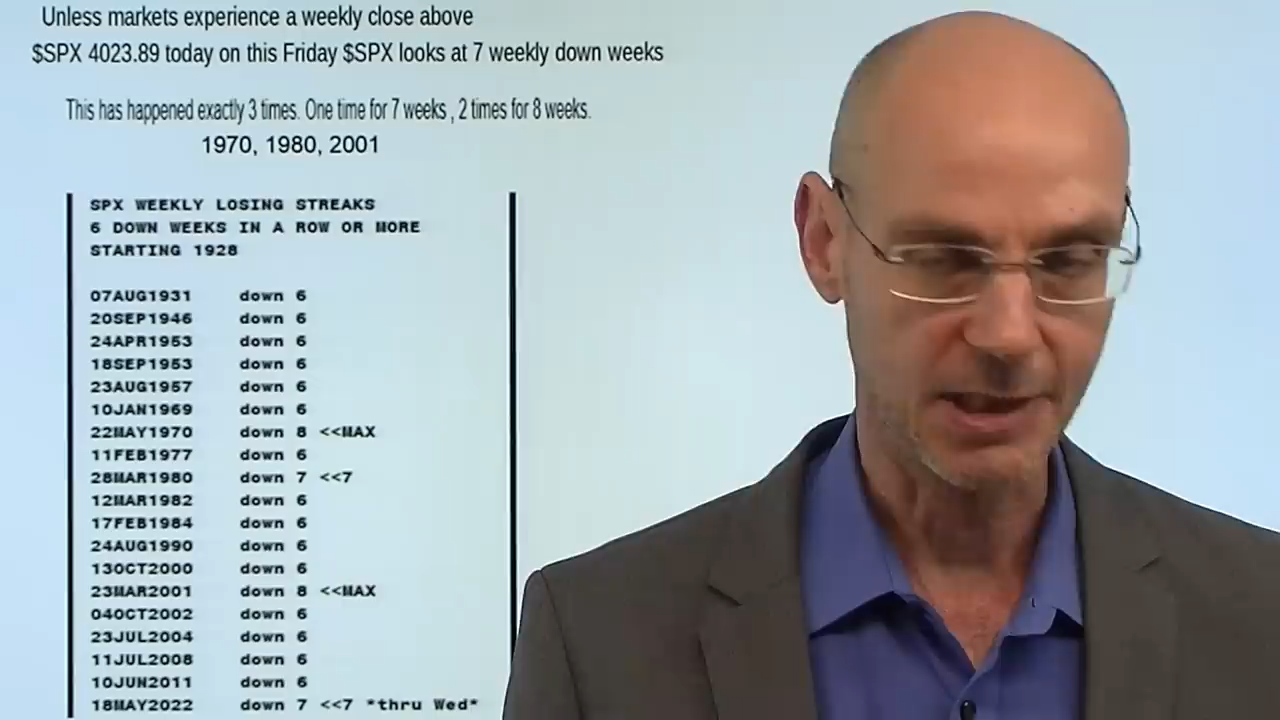 Unless markets experience a weekly close above
$SPX 4023.89 today on this Friday $SPX looks at 7 weekly down weeks
This has happened exactly 3 times. One time for 7 weeks , 2 times for 8 weeks.
1970, 1980, 2001
SPX WEEKLY LOSING STREAKS
6 DOWN WEEKS IN A ROW OR MORE
STARTING 1928
07AUG1931 down 6
20SEP1946 down 6
24APR1953 down 6
18SEP1953 down 6
23AUG1957 down 6
10JAN1969 down 6
22MAY1970 down 8 <<MAX
11FEB1977 down 6
28MAR1980 down 7 <<7
12MAR1982 down 6
17FEB1984 down 6
24AUG1990 down 6
13OCT2000 down 6
23MAR2001 down 8 <<MAX
04OCT2002 down 6
23JUL2004 down 6
11JUL2008 down 6
10JUN2011 down 6
18MAY2022 down 7 <<7 *thru Wed*